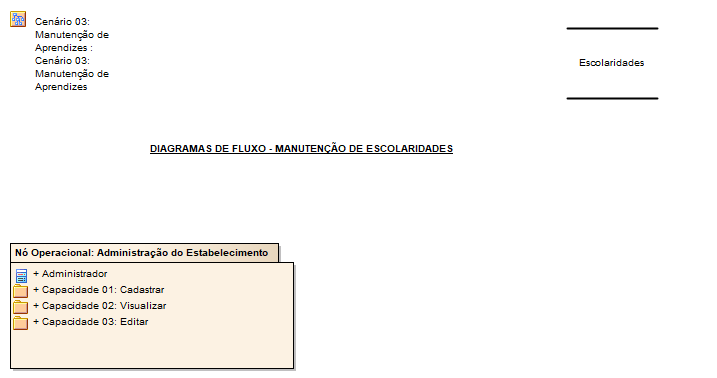 Cenário 03:
Manutenção de
Aprendizes :
Cenário 03:
Manutenção de
Aprendizes
Escolaridades
DIAGRAMAS DE FLUXO - MANUTENÇÃO DE ESCOLARIDADES
Nó Operacional: Administração do Estabelecimento
+ Administrador
+ Capacidade 01: Cadastrar
+ Capacidade 02: Visualizar
+ Capacidade 03: Editar